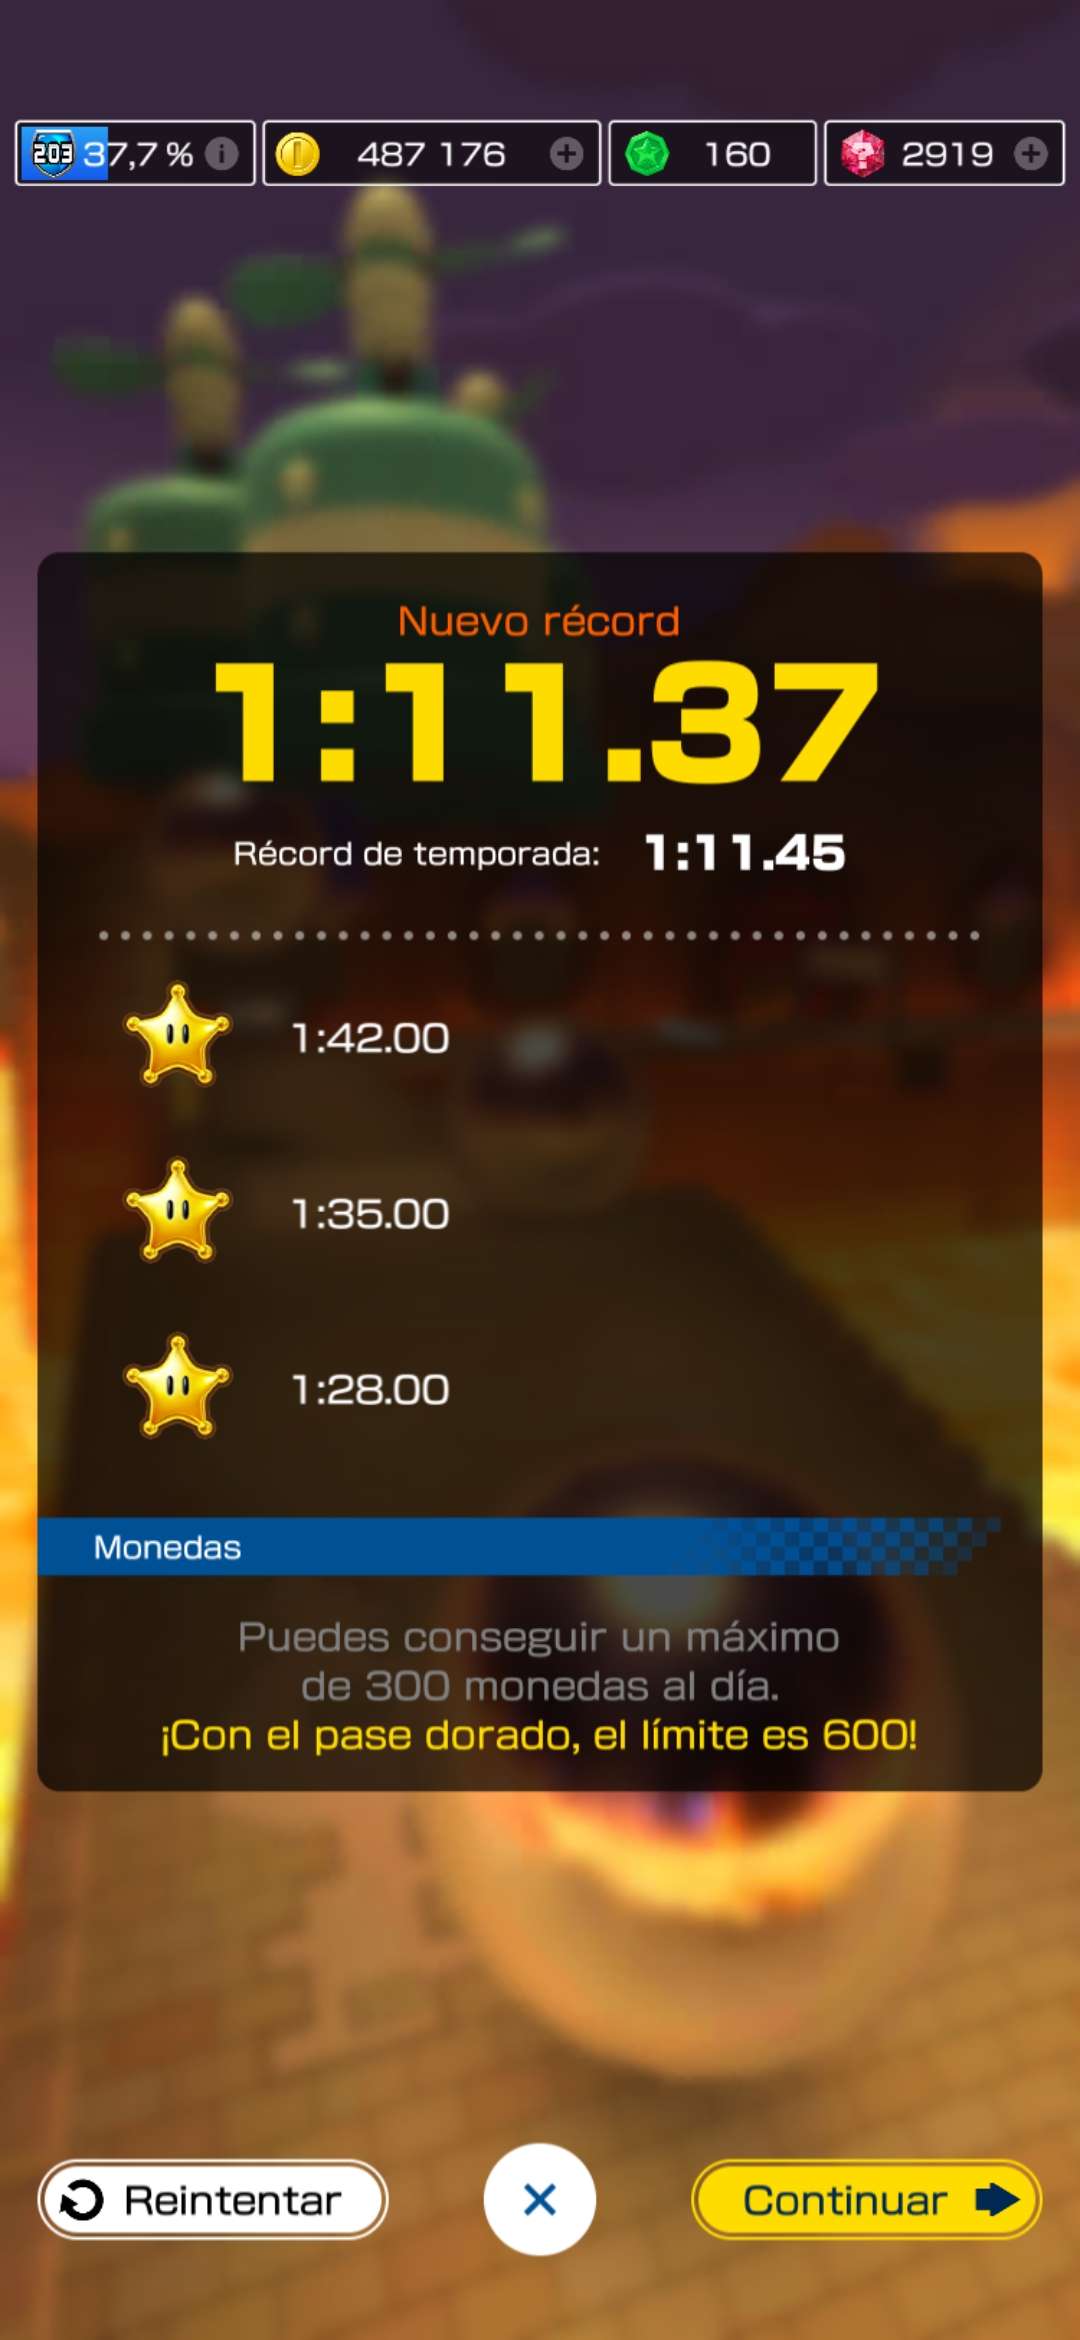 203 37,7 % i 487 176 + 160 ? 2919 +
Nuevo récord
1:11.37
Récord de temporada: 1:11.45
1:42.00
1:35.00
1:28.00
Monedas
Puedes conseguir un máximo
de 300 monedas al día.
¡Con el pase dorado, el límite es 600!
Reintentar × Continuar